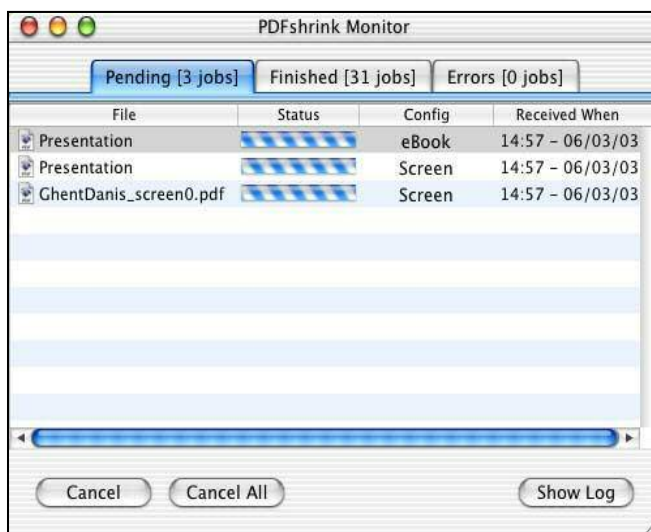 PDFshrink Monitor
Pending [3 jobs] Finished [31 jobs] Errors [0 jobs]
File Status Config Received When
Presentation eBook 14:57 - 06/03/03
Presentation Screen 14:57 - 06/03/03
GhentDanis_screen0.pdf Screen 14:57 - 06/03/03
Cancel Cancel All Show Log